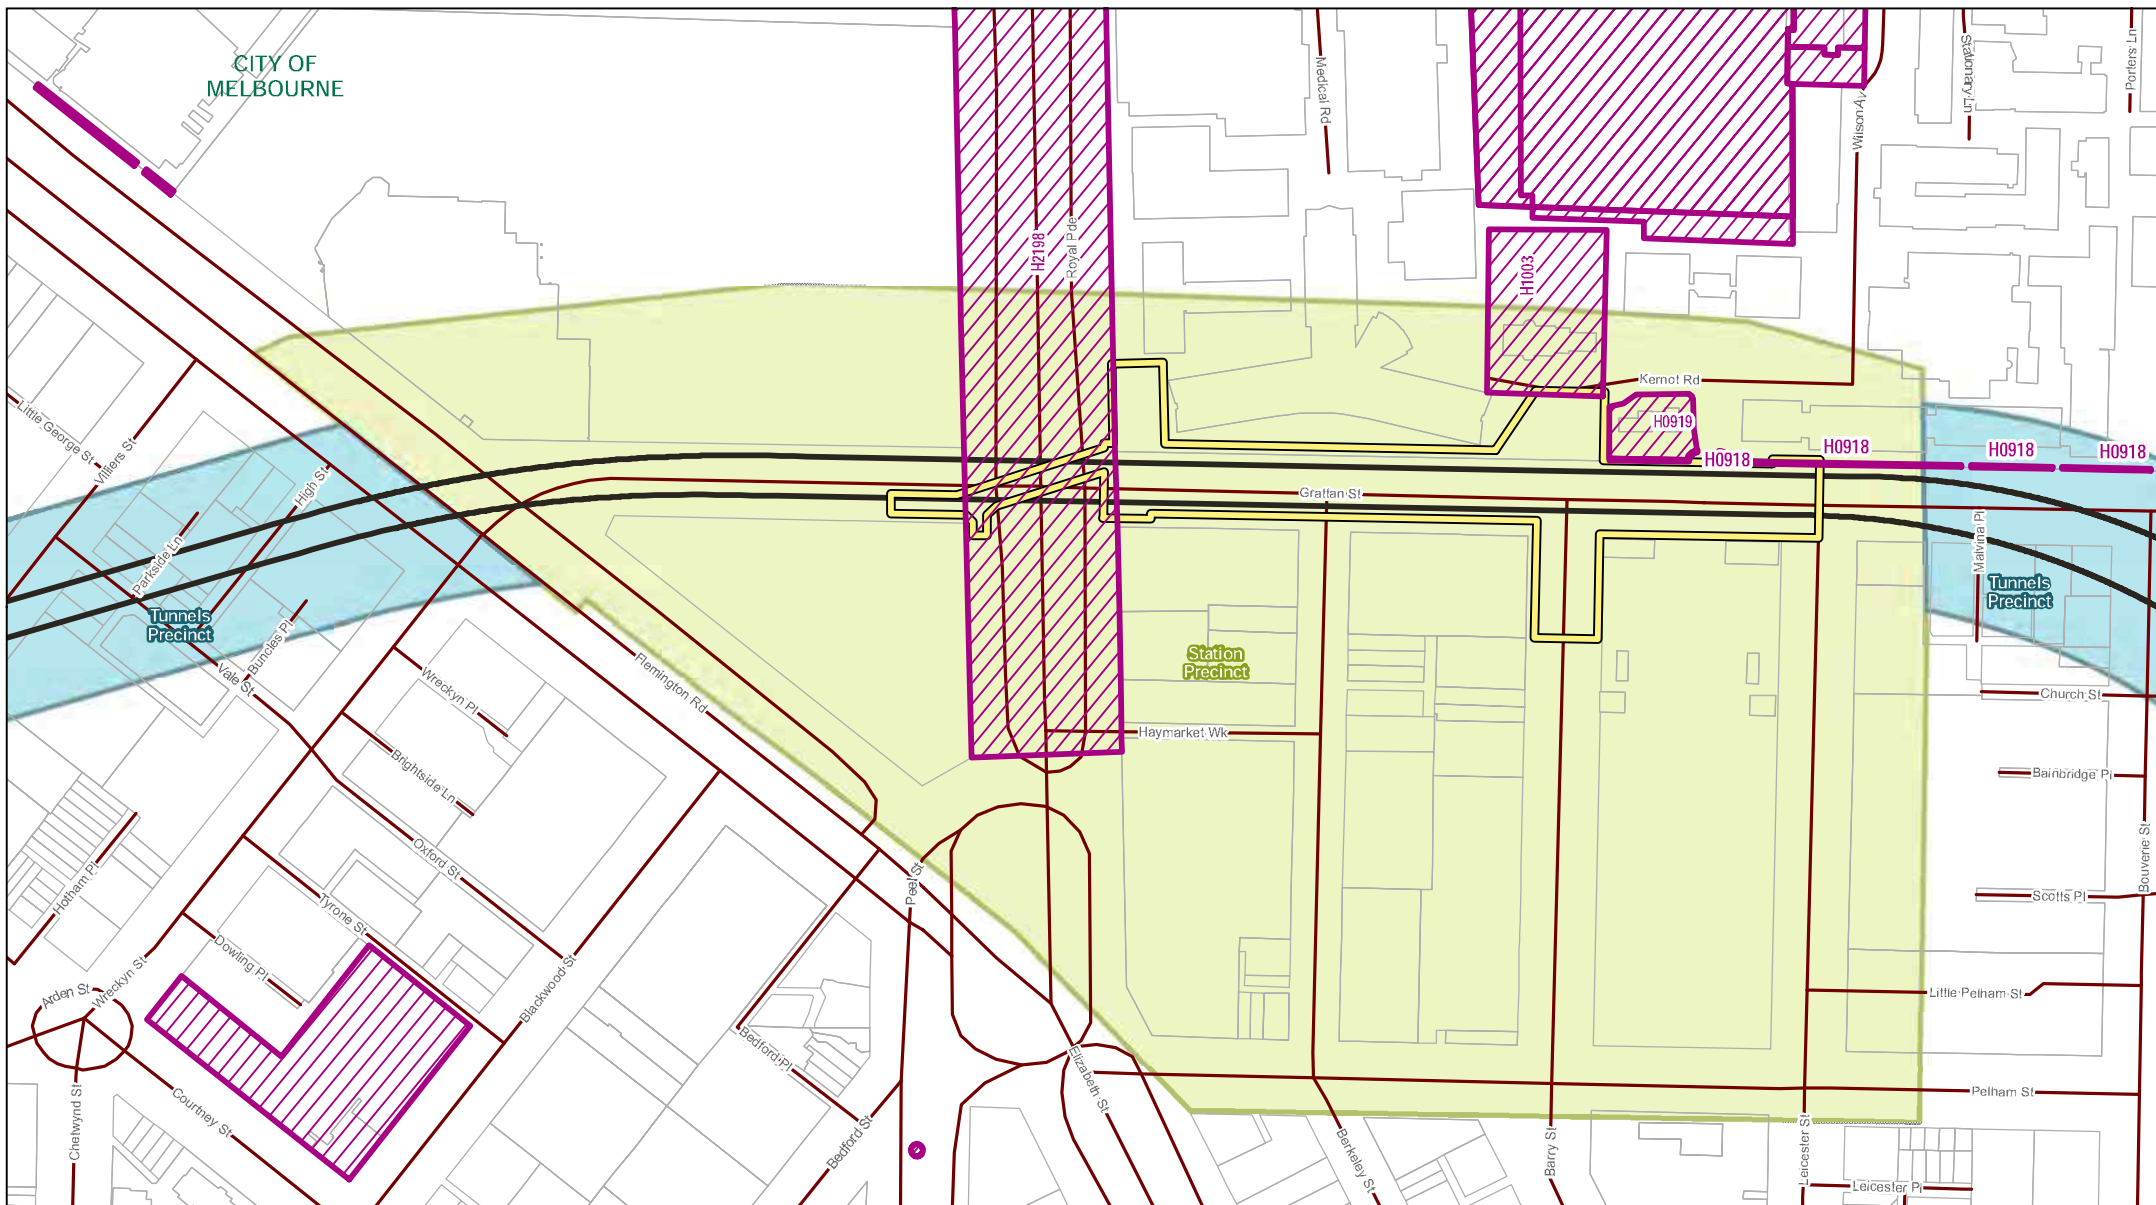 CITY OF
MELBOURNE
Medical Rd
Stationary Ln
Porters Ln
Wilson Av
H2198
Royal Pde
H1003
Kernot Rd
H0919
H0918
H0918
H0918
H0918
Little George St
Villiers St
High St
Grattan St
Parkside Ln
Malvina Pl
Tunnels
Precinct
Tunnels
Precinct
Buncles Pl
Vale St
Wreckyn Pl
Flemington Rd
Station
Precinct
Church St
Haymarket Wk
Brightside Ln
Bainbridge Pl
Oxford St
Hotham Pl
Peel St
Bouverie St
Scotts Pl
Tyrone St
Dowling Pl
Wreckyn St
Arden St
Blackwood St
Little Pelham St
Bedford Pl
Elizabeth St
Pelham St
Chetwynd St
Courtney St
Bedford St
Berkeley St
Barry St
Leicester St
Leicester Pl